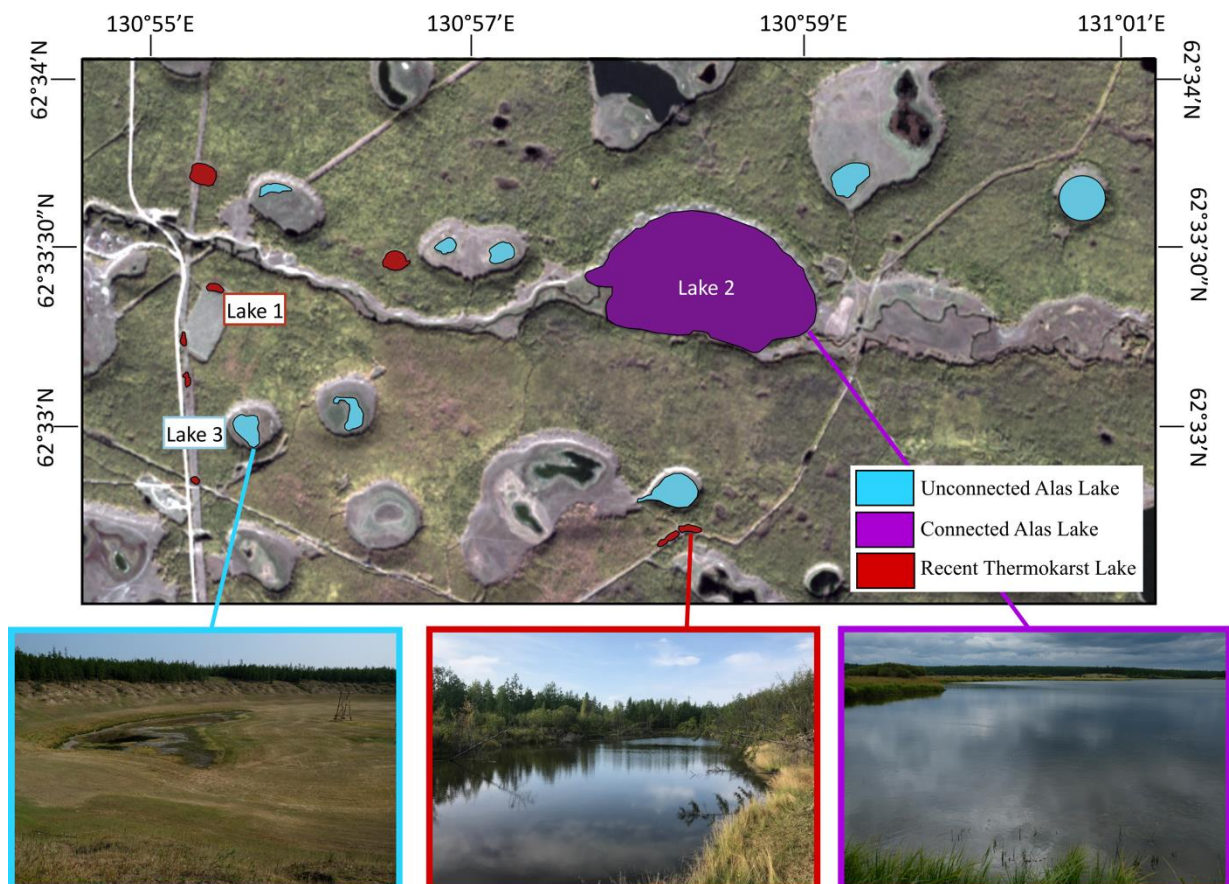 130°55'E
130°57'E
130°59'E
131°01'E
62°34'N
62°34'N
62°33'30"N
62°33'30"N
Lake 2
Lake 1
62°33'N
62°33'N
Lake 3
Unconnected Alas Lake
Connected Alas Lake
Recent Thermokarst Lake